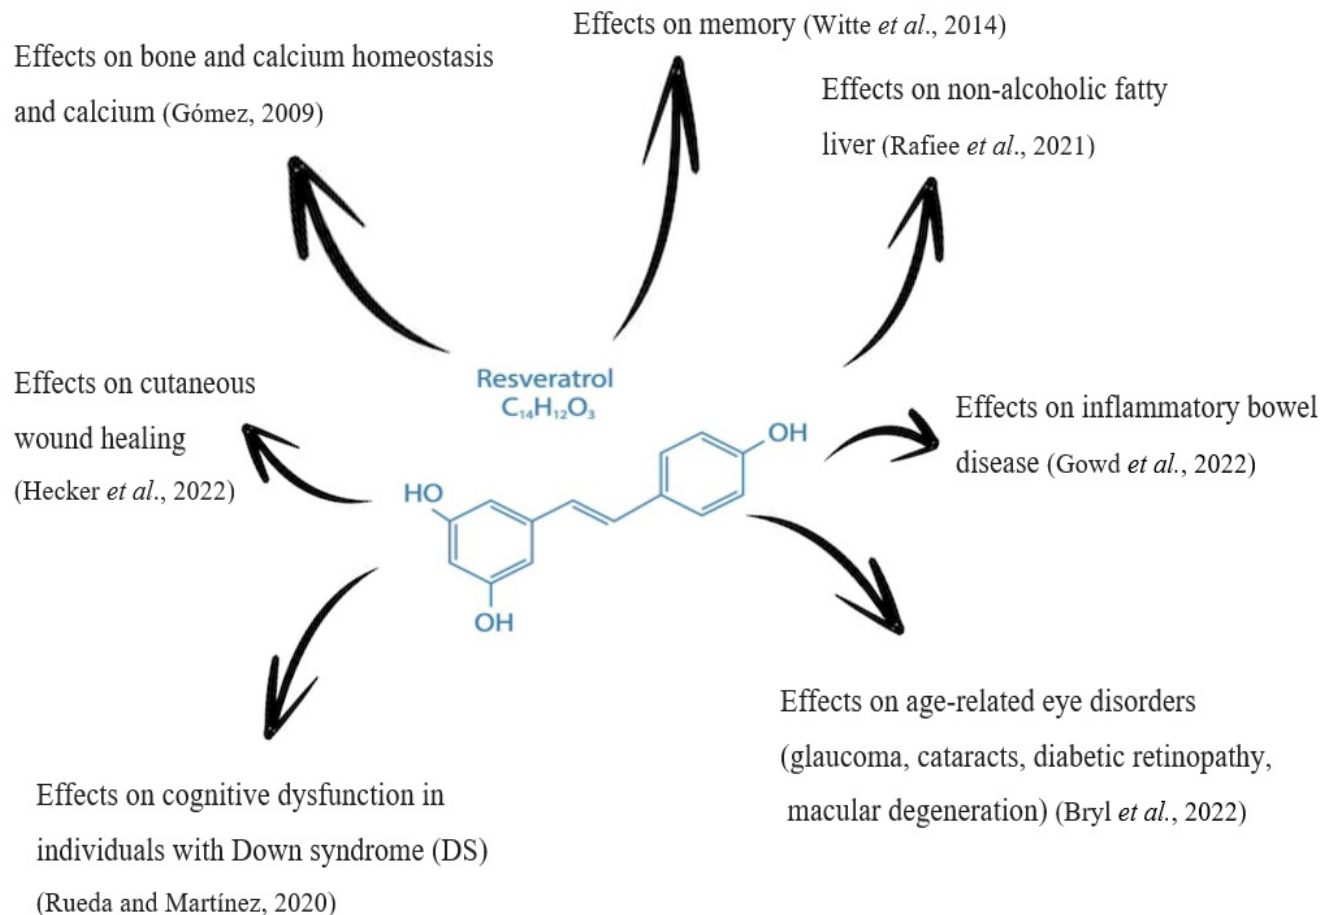 Effects on memory (Witte et al., 2014)
Effects on bone and calcium homeostasis
and calcium (Gómez, 2009)
Effects on non-alcoholic fatty
liver (Rafiee et al., 2021)
Resveratrol
C₁₄H₁₂O₃
Effects on cutaneous
wound healing
(Hecker et al., 2022)
Effects on inflammatory bowel
disease (Gowd et al., 2022)
OH
HO
OH
Effects on age-related eye disorders
(glaucoma, cataracts, diabetic retinopathy,
macular degeneration) (Bryl et al., 2022)
Effects on cognitive dysfunction in
individuals with Down syndrome (DS)
(Rueda and Martínez, 2020)